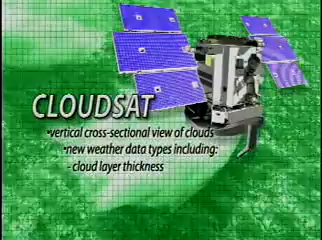 CLOUDSAT
•vertical cross-sectional view of clouds
•new weather data types including:
- cloud layer thickness